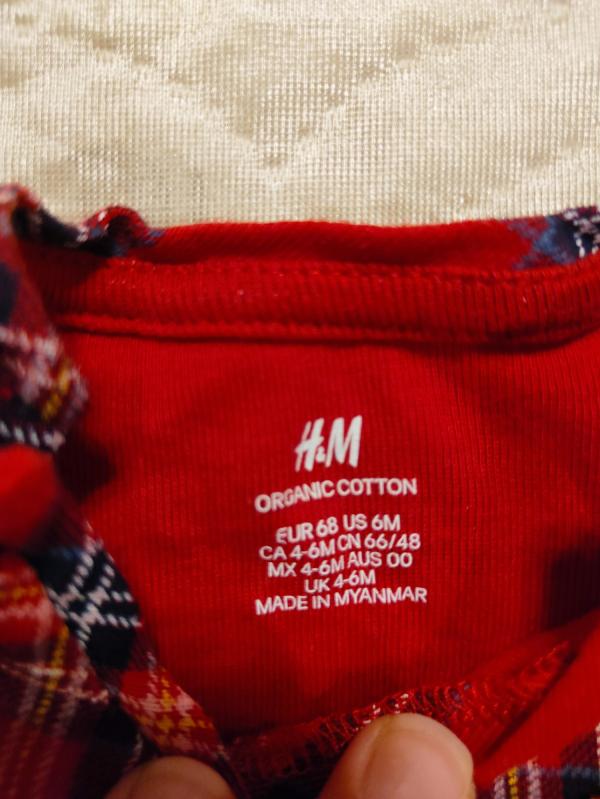 H&M
ORGANIC COTTON
EUR 68 US 6M
CA 4-6M CN 66/48
MX 4-6M AUS 00
UK 4-6M
MADE IN MYANMAR